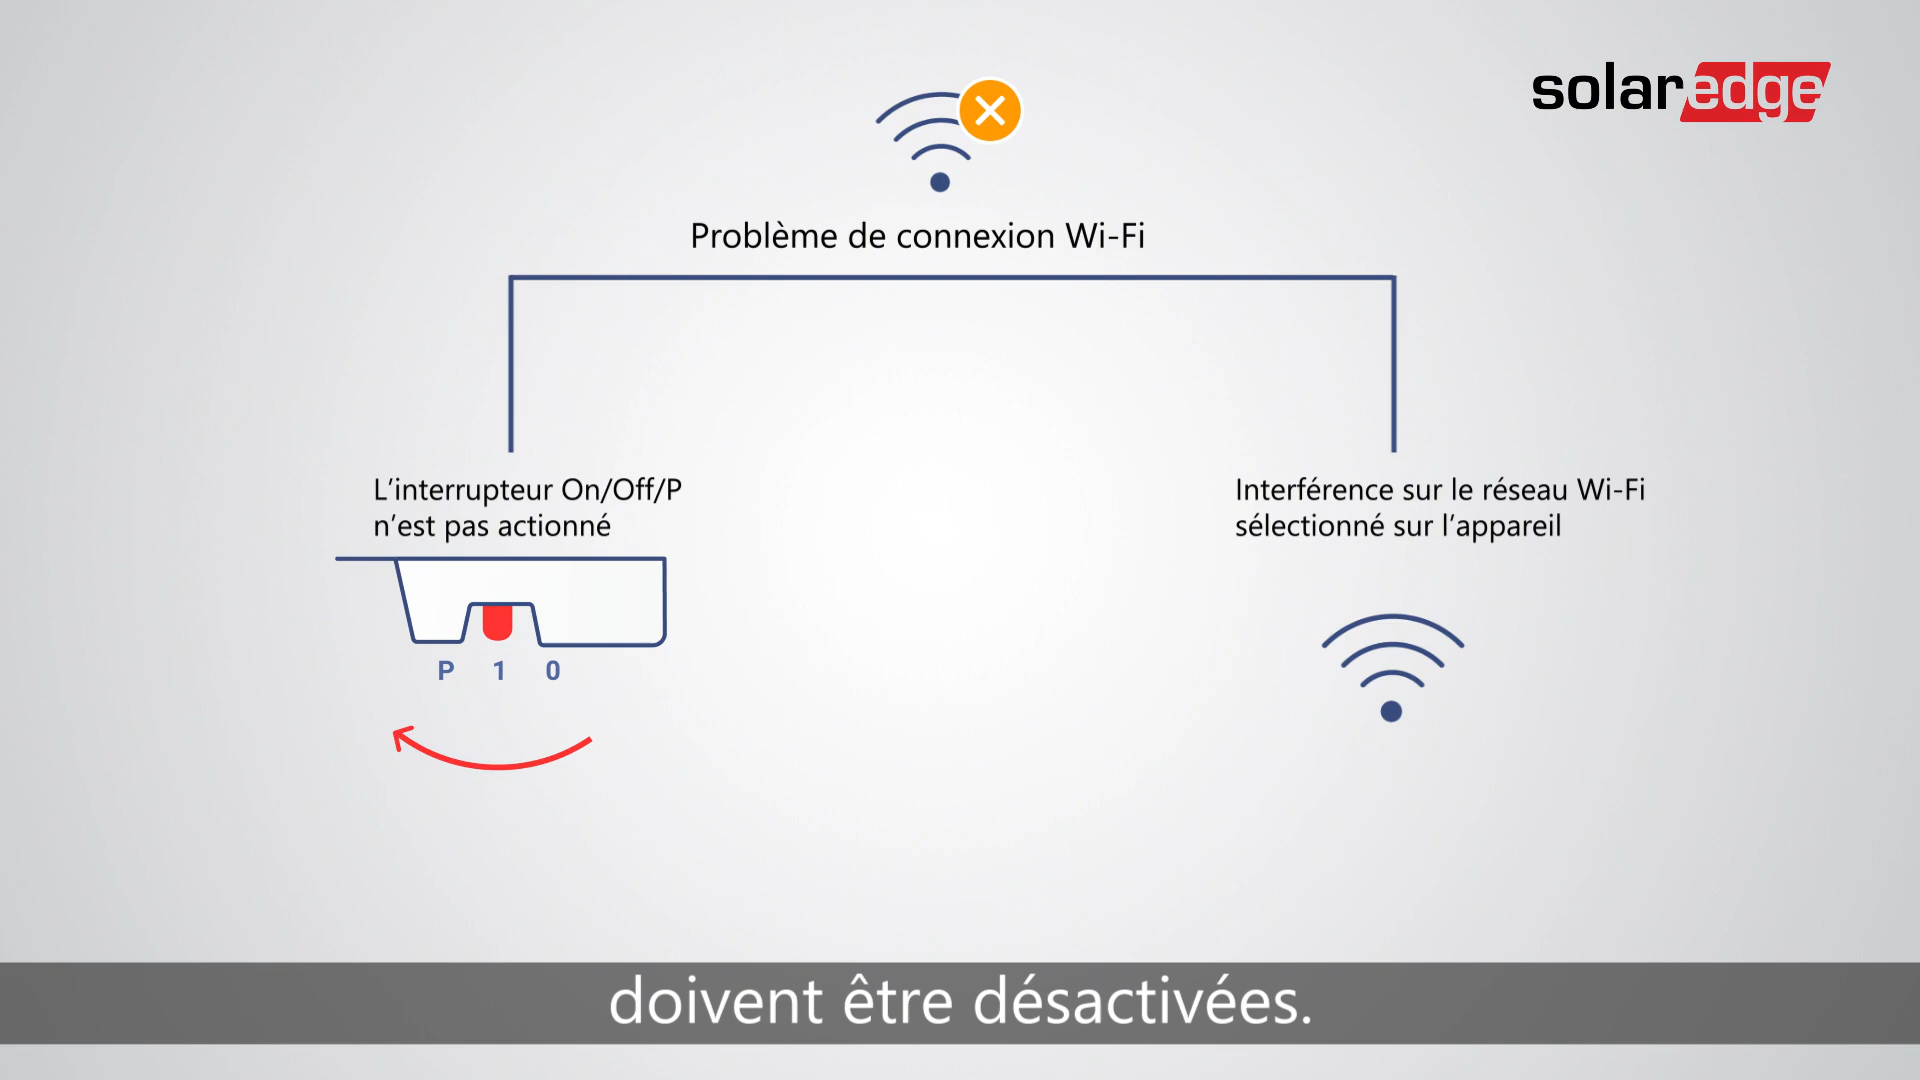 solaredge
Problème de connexion Wi-Fi
L’interrupteur On/Off/P
n’est pas actionné
P 1 0
Interférence sur le réseau Wi-Fi
sélectionné sur l’appareil
doivent être désactivées.